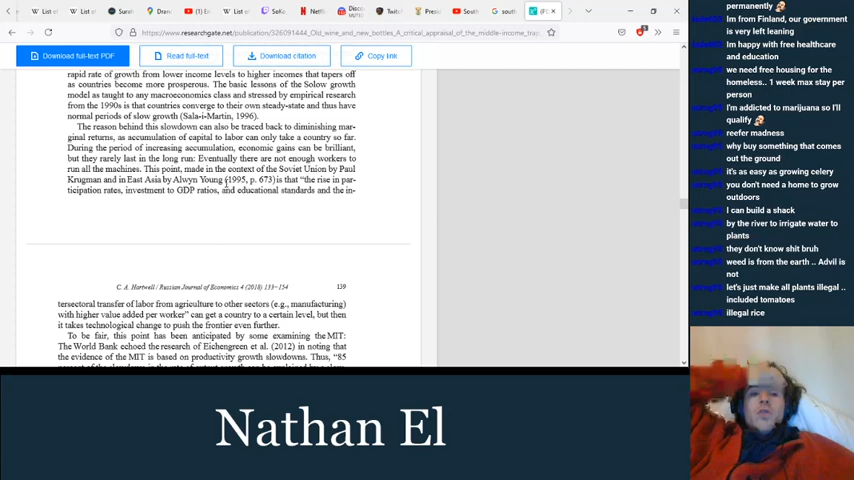 List of
List of
Surah
Dran
(1) E
List o
SeKo
Netfli
Disco
Twitcl
Prese
South
south
_Old_wine_and_new_bottles_A_critical_appraisal_of_the_middle-income_trap
https://www.researchgate.net/publication/326091444
Download full-text PDF
Read full-text
Download citation
Copy link
rapid rate of growth from lower income levels to higher incomes that tapers off
as countries become more prosperous. The basic lessons of the Solow growth
model as taught to any macroeconomics class and stressed by empirical research
from the 1990s is that countries converge to their own steady-state and thus have
normal periods of slow growth (Sala-i-Martin, 1996).
The reason behind this slowdown can also be traced back to diminishing mar-
ginal returns, as accumulation of capital to labor can only take a country so far.
During the period of increasing accumulation, economic gains can be brilliant,
but they rarely last in the long run: Eventually there are not enough workers to
run all the machines. This point, made in the context of the Soviet Union by Paul
Krugman and in East Asia by Alwyn Young (1995, p. 673) is that “the rise in par-
ticipation rates, investment to GDP ratios, and educational standards and the in-
C. A. Hartwell / Russian Journal of Economics 4 (2018) 133−154
139
tersectoral transfer of labor from agriculture to other sectors (e.g., manufacturing)
with higher value added per worker” can get a country to a certain level, but then
it takes technological change to push the frontier even further.
To be fair, this point has been anticipated by some examining the MIT:
The World Bank echoed the research of Eichengreen et al. (2012) in noting that
the evidence of the MIT is based on productivity growth slowdowns. Thus, “85
Nathan El
permanently
Im from Finland, our government
is very left leaning
Im happy with free healthcare
and education
we need free housing for the
homeless.. 1 week max stay per
person
I'm addicted to marijuana so I'll
qualify
reefer madness
why buy something that comes
out the ground
it's as easy as growing celery
you don't need a home to grow
outdoors
I can build a shack
by the river to irrigate water to
plants
they don't know shit bruh
weed is from the earth .. Advil is
not
let's just make all plants illegal ..
included tomatoes
illegal rice